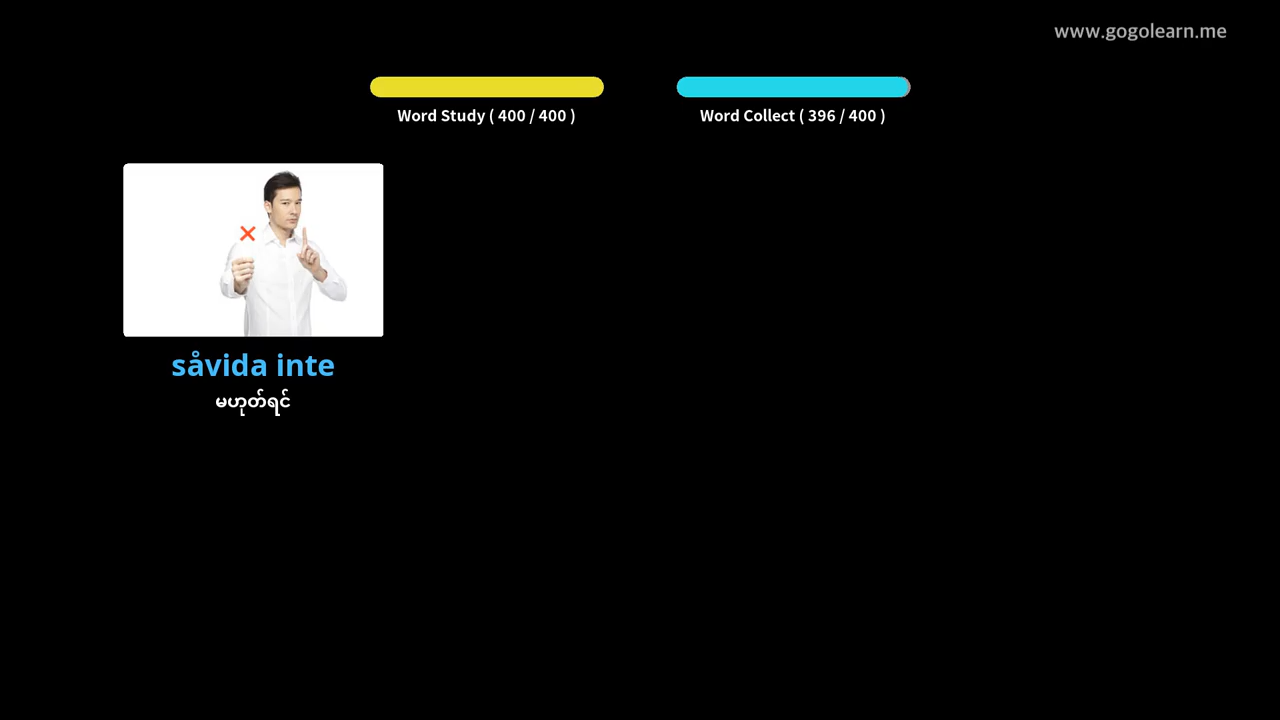 www.gogolearn.me
Word Study ( 400 / 400 )
Word Collect ( 396 / 400 )
såvida inte
မဟုတ်ရင်